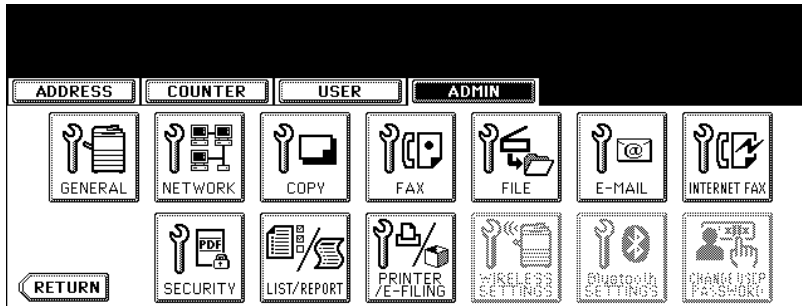 ADDRESS COUNTER USER ADMIN
GENERAL NETWORK COPY FAX FILE E-MAIL INTERNET FAX
@
PDF
SECURITY LIST/REPORT PRINTER /E-FILING WIRELESS SETTINGS Bluetooth SETTINGS CHANGE USER PASSWORD
RETURN